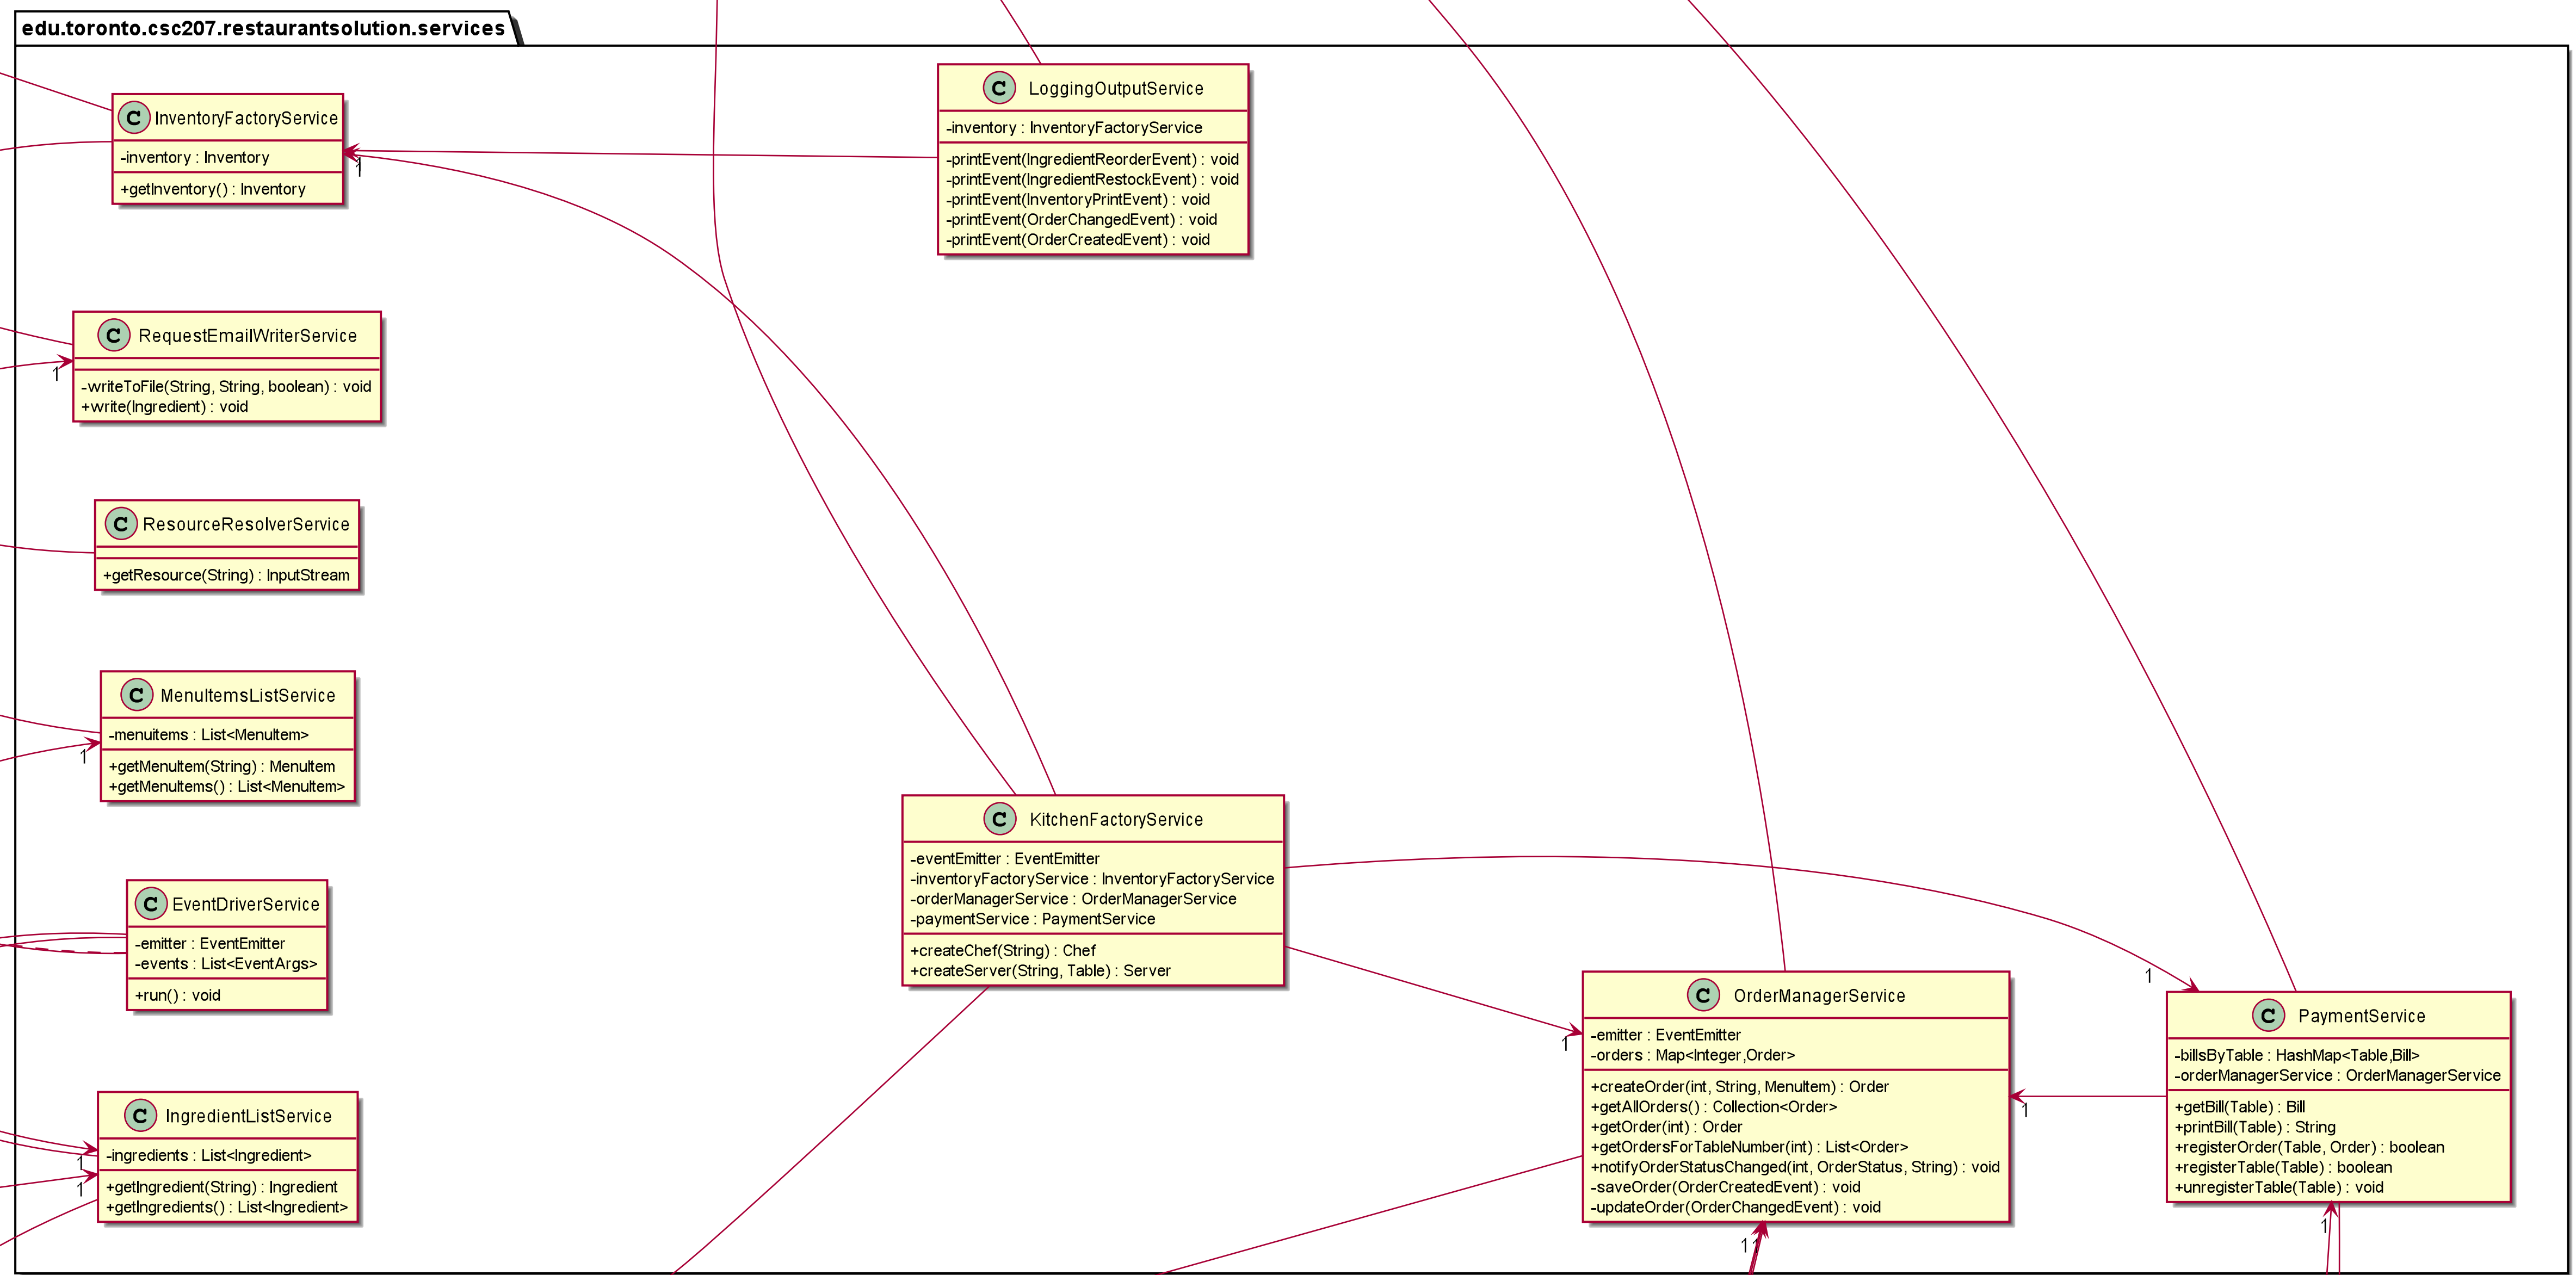 edu.toronto.csc207.restaurantsolution.services
C InventoryFactoryService
-inventory : Inventory
+getInventory() : Inventory
1
C LoggingOutputService
-inventory : InventoryFactoryService
-printEvent(IngredientReorderEvent) : void
-printEvent(IngredientRestockEvent) : void
-printEvent(InventoryPrintEvent) : void
-printEvent(OrderChangedEvent) : void
-printEvent(OrderCreatedEvent) : void
C RequestEmailWriterService
-writeToFile(String, String, boolean) : void
+write(Ingredient) : void
1
C ResourceResolverService
+getResource(String) : InputStream
C MenuItemsListService
-menuitems : List<MenuItem>
+getMenuItem(String) : MenuItem
+getMenuItems() : List<MenuItem>
1
C EventDriverService
-emitter : EventEmitter
-events : List<EventArgs>
+run() : void
C IngredientListService
-ingredients : List<Ingredient>
+getIngredient(String) : Ingredient
+getIngredients() : List<Ingredient>
1
1
C KitchenFactoryService
-eventEmitter : EventEmitter
-inventoryFactoryService : InventoryFactoryService
-orderManagerService : OrderManagerService
-paymentService : PaymentService
+createChef(String) : Chef
+createServer(String, Table) : Server
1
C OrderManagerService
-emitter : EventEmitter
-orders : Map<Integer,Order>
+createOrder(int, String, MenuItem) : Order
+getAllOrders() : Collection<Order>
+getOrder(int) : Order
+getOrdersForTableNumber(int) : List<Order>
+notifyOrderStatusChanged(int, OrderStatus, String) : void
-saveOrder(OrderCreatedEvent) : void
-updateOrder(OrderChangedEvent) : void
1
1
1
1
C PaymentService
-billsByTable : HashMap<Table,Bill>
-orderManagerService : OrderManagerService
+getBill(Table) : Bill
+printBill(Table) : String
+registerOrder(Table, Order) : boolean
+registerTable(Table) : boolean
+unregisterTable(Table) : void
1